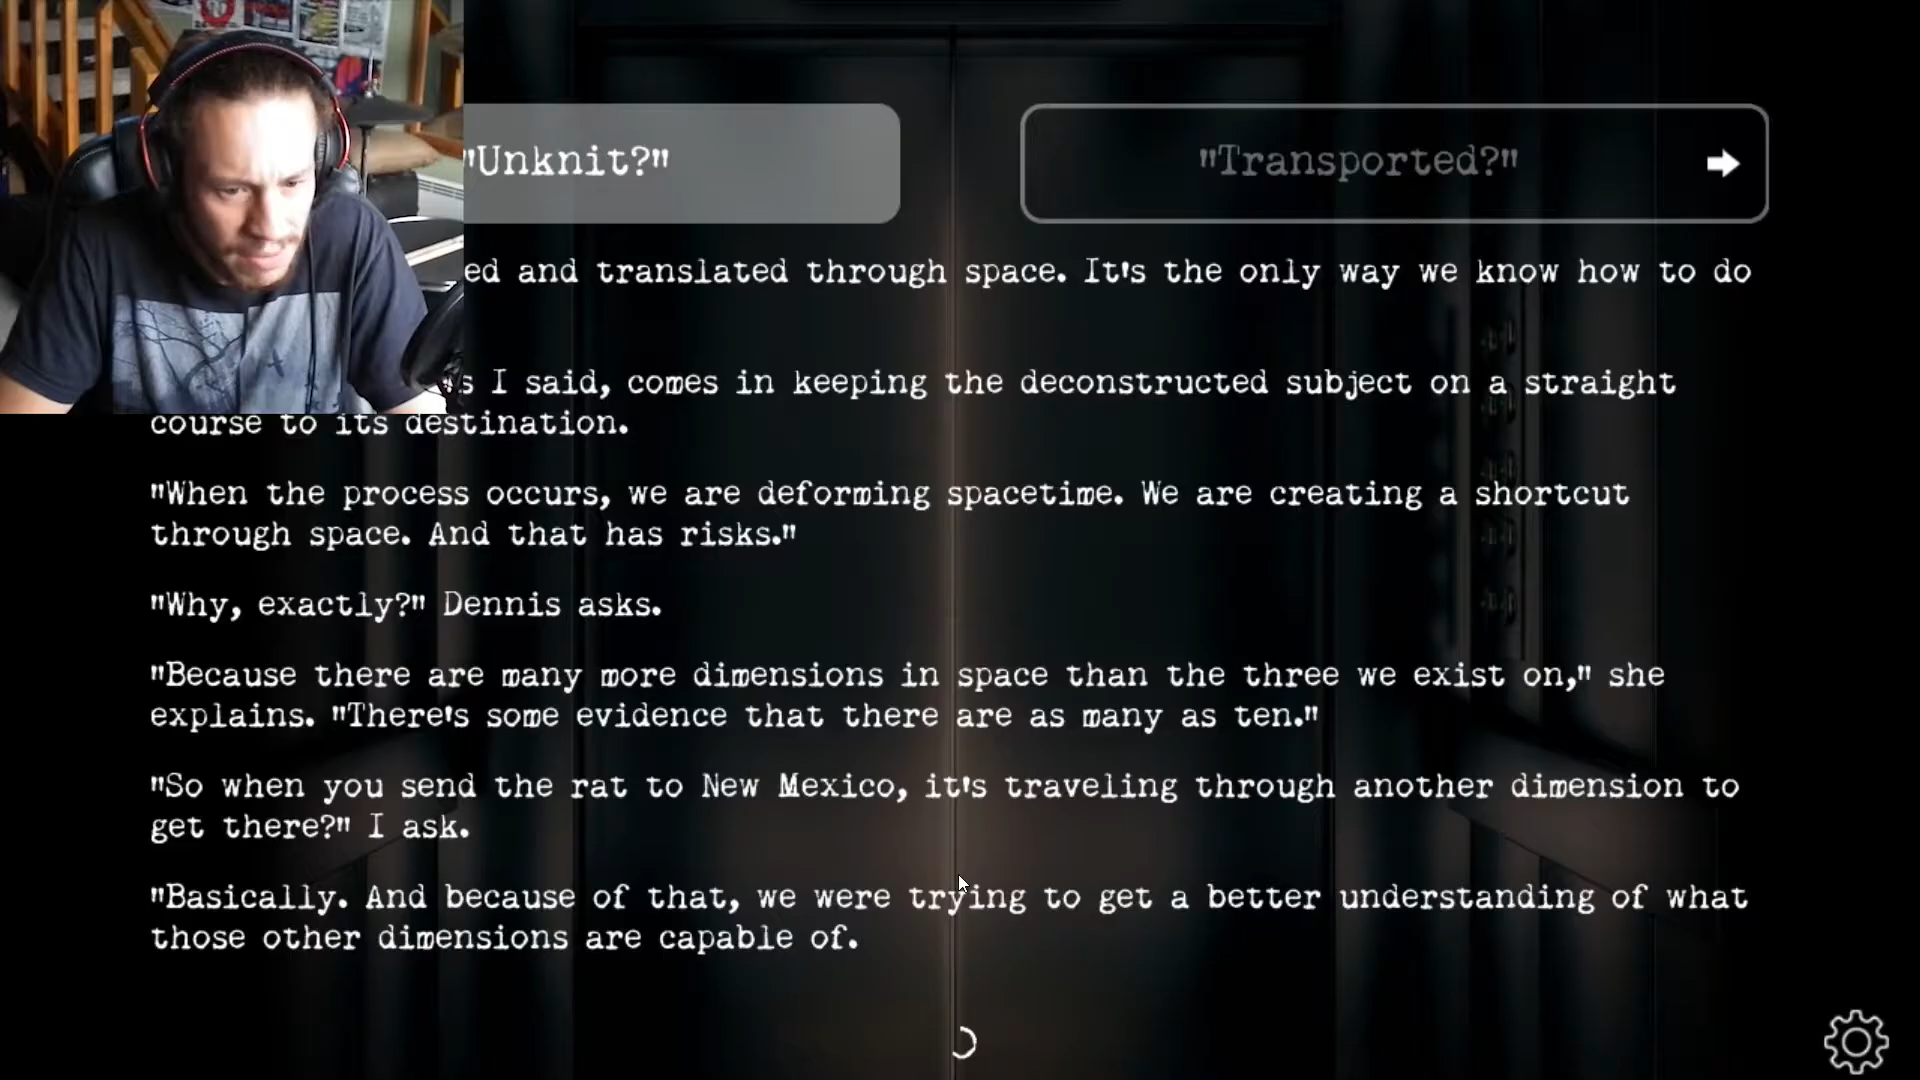 "Unknit?"
"Transported?"
and translated through space. It's the only way we know how to do
I said, comes in keeping the deconstructed subject on a straight
course to its destination.
"When the process occurs, we are deforming spacetime. We are creating a shortcut
through space. And that has risks."
"Why, exactly?" Dennis asks.
"Because there are many more dimensions in space than the three we exist on," she
explains. "There's some evidence that there are as many as ten."
"So when you send the rat to New Mexico, it's traveling through another dimension to
get there?" I ask.
"Basically. And because of that, we were trying to get a better understanding of what
those other dimensions are capable of.